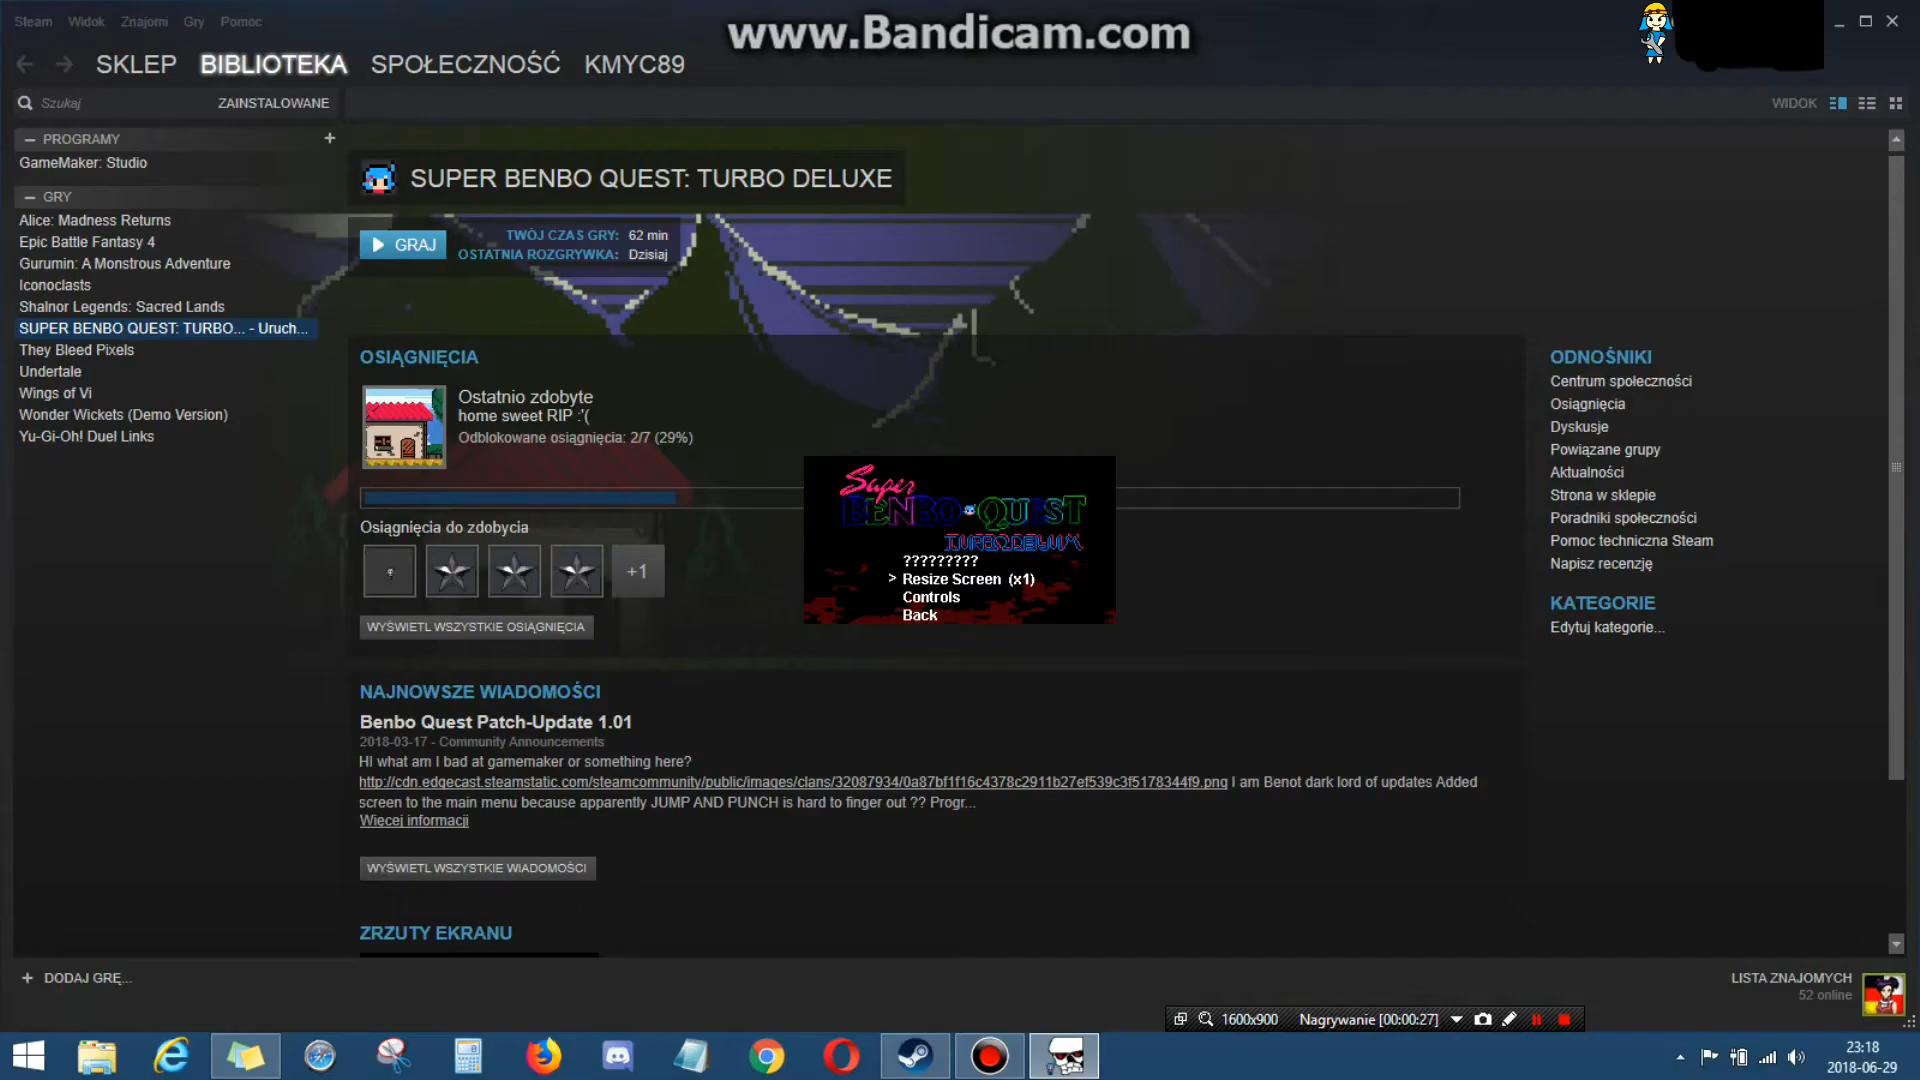 www.Bandicam.com
Steam Widok Znajomi Gry Pomoc
SKLEP BIBLIOTEKA SPOŁECZNOŚĆ KMYC89
Szukaj ZAINSTALOWANE WIDOK
– PROGRAMY +
GameMaker: Studio
– GRY
Alice: Madness Returns
Epic Battle Fantasy 4
Gurumin: A Monstrous Adventure
Iconoclasts
Shalnor Legends: Sacred Lands
SUPER BENBO QUEST: TURBO... - Uruch...
They Bleed Pixels
Undertale
Wings of Vi
Wonder Wickets (Demo Version)
Yu-Gi-Oh! Duel Links
SUPER BENBO QUEST: TURBO DELUXE
GRAJ
TWÓJ CZAS GRY: 62 min
OSTATNIA ROZGRYWKA: Dzisiaj
OSIĄGNIĘCIA
Ostatnio zdobyte
home sweet RIP :'(
Odblokowane osiągnięcia: 2/7 (29%)
Osiągnięcia do zdobycia
+1
WYŚWIETL WSZYSTKIE OSIĄGNIĘCIA
Super
BENBO QUEST
?????????
> Resize Screen (x1)
Controls
Back
NAJNOWSZE WIADOMOŚCI
Benbo Quest Patch-Update 1.01
2018-03-17 - Community Announcements
HI what am I bad at gamemaker or something here?
http://cdn.edgecast.steamstatic.com/steamcommunity/public/images/clans/32087934/0a87bf1f16c4378c2911b27ef539c3f5178344f9.png I am Benot dark lord of updates Added
screen to the main menu because apparently JUMP AND PUNCH is hard to finger out ?? Progr...
Więcej informacji
WYŚWIETL WSZYSTKIE WIADOMOŚCI
ZRZUTY EKRANU
ODNOŚNIKI
Centrum społeczności
Osiągnięcia
Dyskusje
Powiązane grupy
Aktualności
Strona w sklepie
Poradniki społeczności
Pomoc techniczna Steam
Napisz recenzję
KATEGORIE
Edytuj kategorie...
+ DODAJ GRĘ...
LISTA ZNAJOMYCH
52 online
1600x900 Nagrywanie [00:00:27]
23:18
2018-06-29